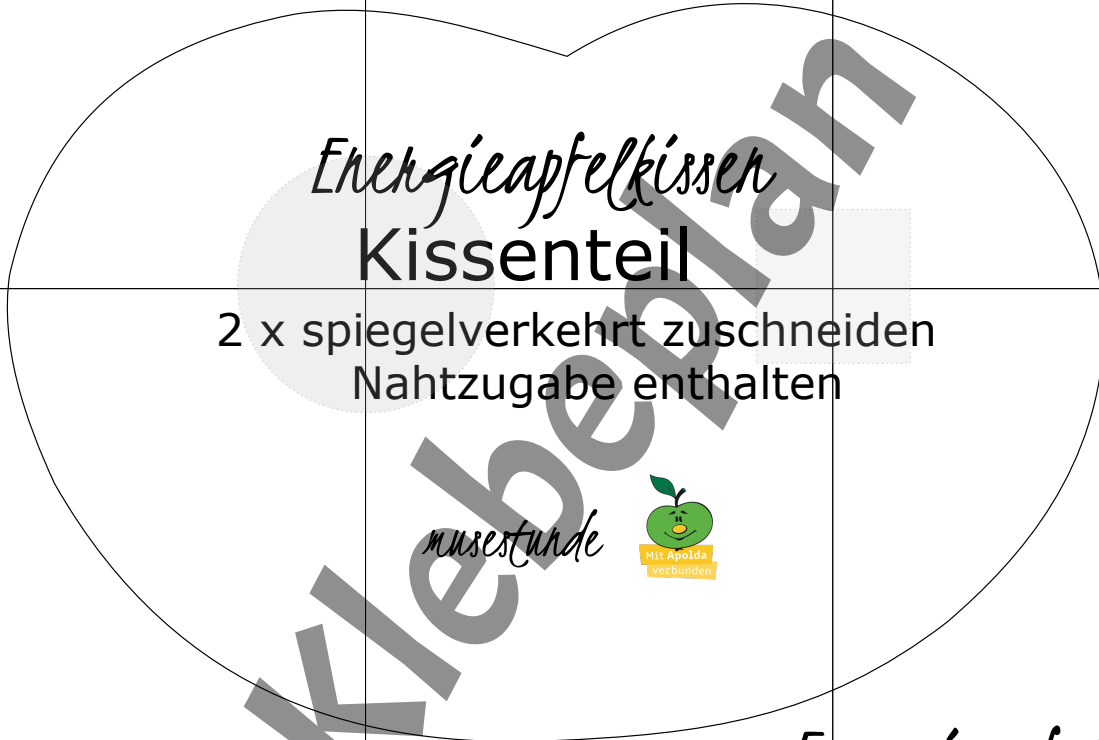 Energieapfelkissen
Kissenteil
2 x spiegelverkehrt zuschneiden
Nahtzugabe enthalten
Klebeplan
musestunde
Mit Apolda
verbunden